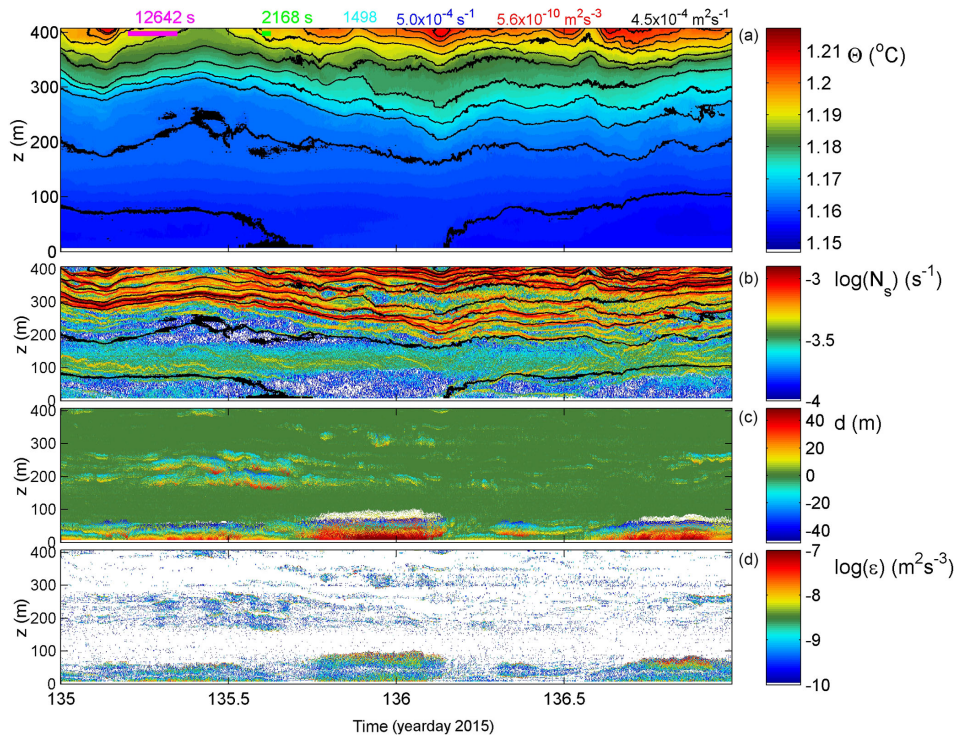 12642 s 2168 s 1498 5.0x10⁻⁴ s⁻¹ 5.6x10⁻¹⁰ m²s⁻³ 4.5x10⁻⁴ m²s⁻¹
400
300
200
100
0
z (m)
(a)
Θ (°C)
1.21
1.20
1.19
1.18
1.17
1.16
1.15
400
300
200
100
0
z (m)
(b)
log(Nₛ) (s⁻¹)
-3
-3.5
-4
400
300
200
100
0
z (m)
(c)
d (m)
40
20
0
-20
-40
400
300
200
100
0
z (m)
(d)
log(ε) (m²s⁻³)
-7
-8
-9
-10
135 135.5 136 136.5
Time (yearday 2015)